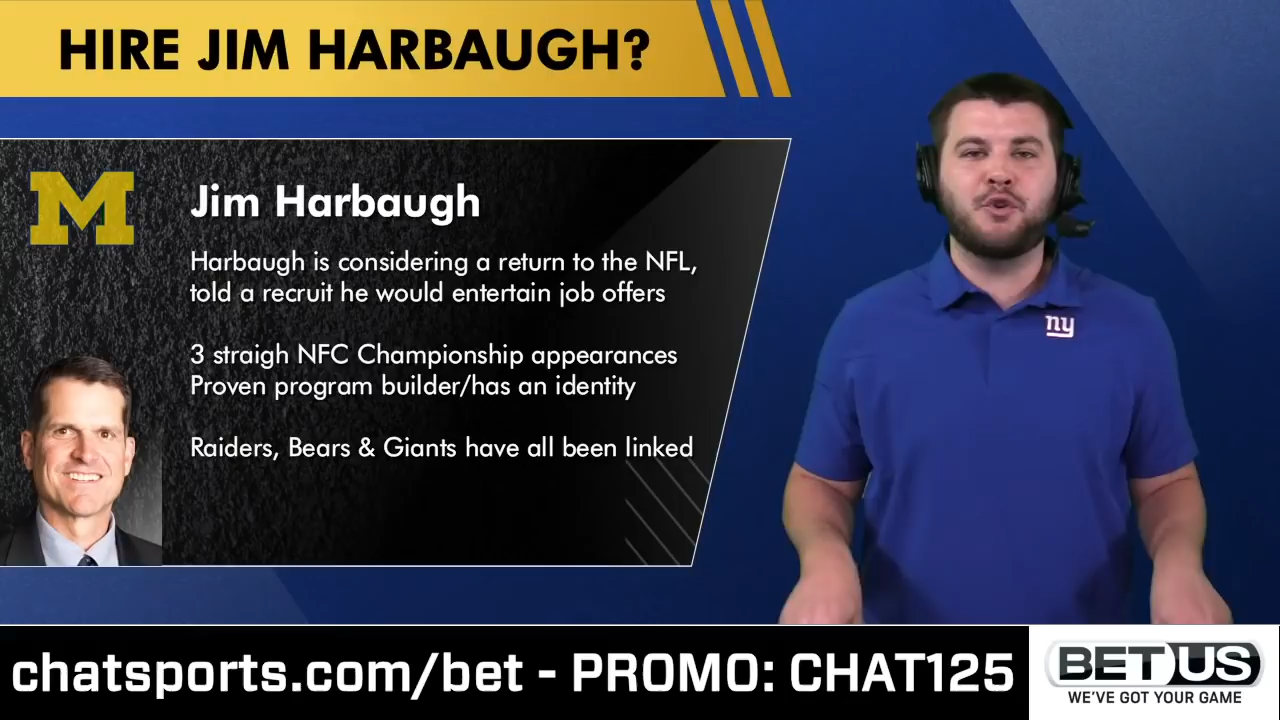 HIRE JIM HARBAUGH?
M
Jim Harbaugh
Harbaugh is considering a return to the NFL,
told a recruit he would entertain job offers
3 straigh NFC Championship appearances
Proven program builder/has an identity
Raiders, Bears & Giants have all been linked
ny
chatsports.com/bet - PROMO: CHAT125
BETUS
WE'VE GOT YOUR GAME